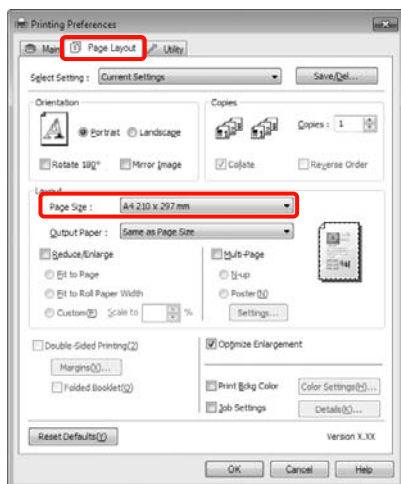 Printing Preferences
Main Page Layout Utility
Select Setting : Current Settings Save/Del...
Orientation Copies
A Portrait Landscape Copies : 1
Rotate 180° Mirror Image Collate Reverse Order
Layout
Page Size : A4 210 x 297 mm
Output Paper : Same as Page Size
Reduce/Enlarge Multi-Page
Fit to Page N-up
Fit to Roll Paper Width Poster(N)
Custom(F) Scale to % Settings...
Double-Sided Printing(2) Optimize Enlargement
Margins(X)...
Folded Booklet(Q) Print Bckg Color Color Settings(H)...
Job Settings Details(K)...
Reset Defaults(Y) Version X.XX
OK Cancel Help